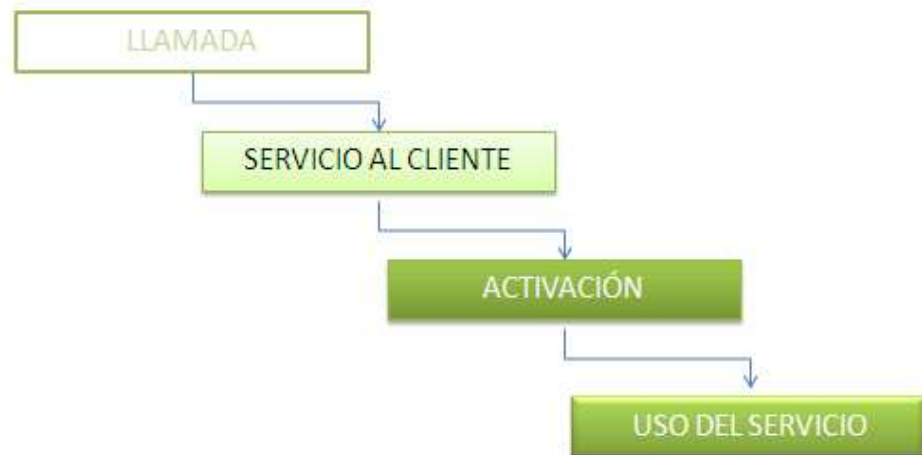 LLAMADA
SERVICIO AL CLIENTE
ACTIVACIÓN
USO DEL SERVICIO